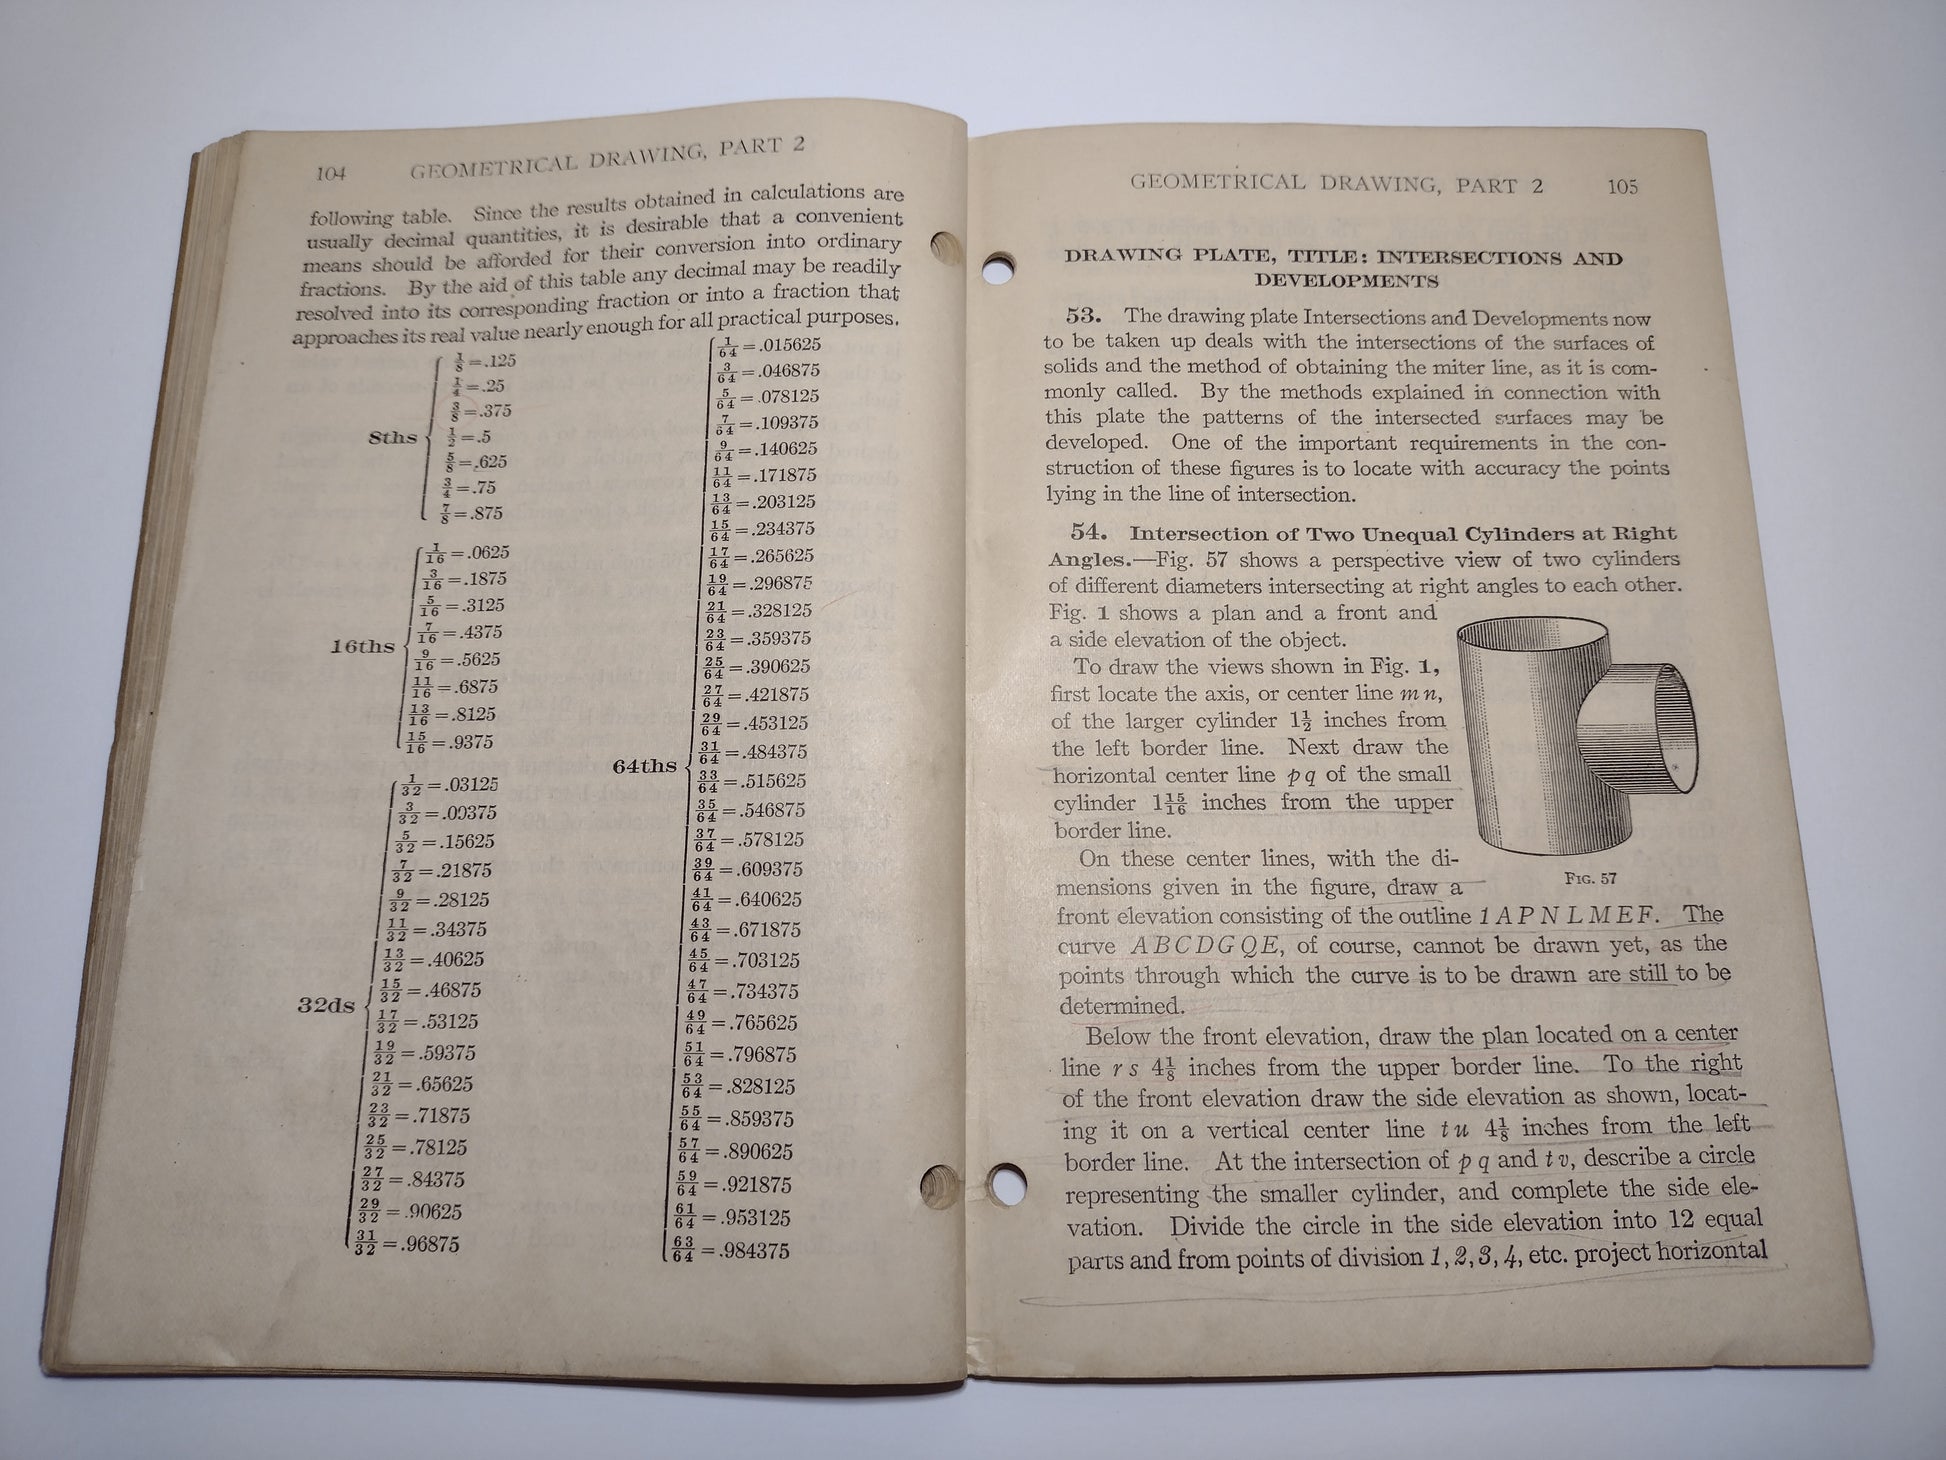 104 GEOMETRICAL DRAWING, PART 2
following table. Since the results obtained in calculations are
usually decimal quantities, it is desirable that a convenient
means should be afforded for their conversion into ordinary
fractions. By the aid of this table any decimal may be readily
resolved into its corresponding fraction or into a fraction that
approaches its real value nearly enough for all practical purposes.
8ths
1/8 = .125
1/4 = .25
3/8 = .375
1/2 = .5
5/8 = .625
3/4 = .75
7/8 = .875
16ths
1/16 = .0625
3/16 = .1875
5/16 = .3125
7/16 = .4375
9/16 = .5625
11/16 = .6875
13/16 = .8125
15/16 = .9375
32ds
1/32 = .03125
3/32 = .09375
5/32 = .15625
7/32 = .21875
9/32 = .28125
11/32 = .34375
13/32 = .40625
15/32 = .46875
17/32 = .53125
19/32 = .59375
21/32 = .65625
23/32 = .71875
25/32 = .78125
27/32 = .84375
29/32 = .90625
31/32 = .96875
64ths
1/64 = .015625
3/64 = .046875
5/64 = .078125
7/64 = .109375
9/64 = .140625
11/64 = .171875
13/64 = .203125
15/64 = .234375
17/64 = .265625
19/64 = .296875
21/64 = .328125
23/64 = .359375
25/64 = .390625
27/64 = .421875
29/64 = .453125
31/64 = .484375
33/64 = .515625
35/64 = .546875
37/64 = .578125
39/64 = .609375
41/64 = .640625
43/64 = .671875
45/64 = .703125
47/64 = .734375
49/64 = .765625
51/64 = .796875
53/64 = .828125
55/64 = .859375
57/64 = .890625
59/64 = .921875
61/64 = .953125
63/64 = .984375
GEOMETRICAL DRAWING, PART 2 105
DRAWING PLATE, TITLE: INTERSECTIONS AND
DEVELOPMENTS
53. The drawing plate Intersections and Developments now
to be taken up deals with the intersections of the surfaces of
solids and the method of obtaining the miter line, as it is com-
monly called. By the methods explained in connection with
this plate the patterns of the intersected surfaces may be
developed. One of the important requirements in the con-
struction of these figures is to locate with accuracy the points
lying in the line of intersection.
54. Intersection of Two Unequal Cylinders at Right
Angles.—Fig. 57 shows a perspective view of two cylinders
of different diameters intersecting at right angles to each other.
Fig. 1 shows a plan and a front and
a side elevation of the object.
To draw the views shown in Fig. 1,
first locate the axis, or center line m n,
of the larger cylinder 1 1/2 inches from
the left border line. Next draw the
horizontal center line p q of the small
cylinder 1 15/16 inches from the upper
border line.
On these center lines, with the di-
mensions given in the figure, draw a
FIG. 57
front elevation consisting of the outline 1 A P N L M E F. The
curve A B C D G Q E, of course, cannot be drawn yet, as the
points through which the curve is to be drawn are still to be
determined.
Below the front elevation, draw the plan located on a center
line r s 4 1/8 inches from the upper border line. To the right
of the front elevation draw the side elevation as shown, locat-
ing it on a vertical center line t u 4 1/8 inches from the left
border line. At the intersection of p q and t v, describe a circle
representing the smaller cylinder, and complete the side ele-
vation. Divide the circle in the side elevation into 12 equal
parts and from points of division 1, 2, 3, 4, etc. project horizontal